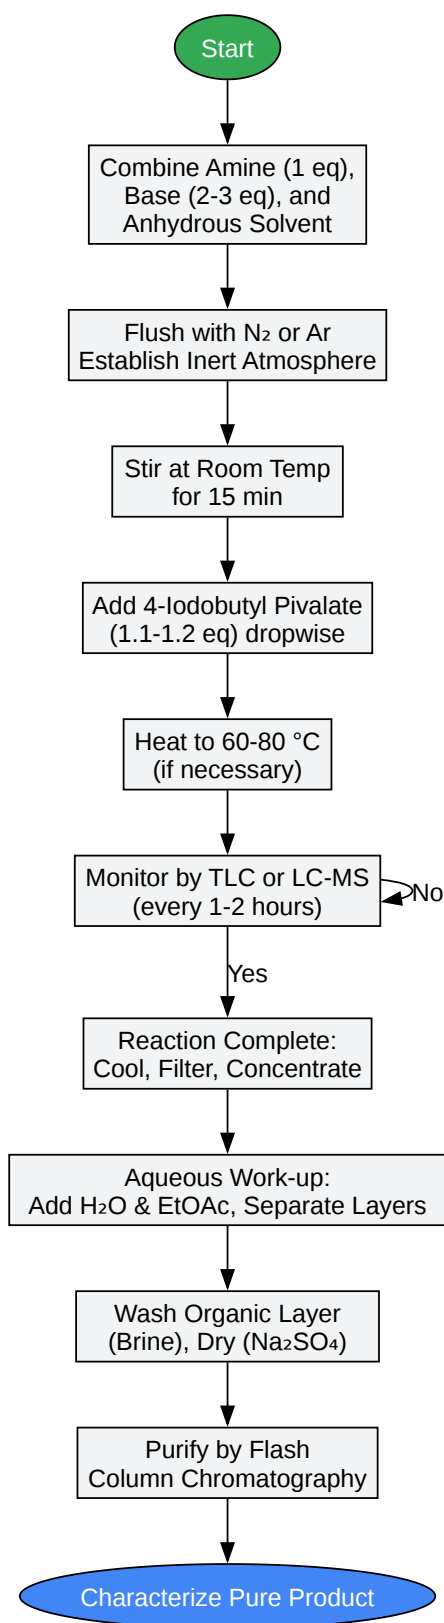 Start
Combine Amine (1 eq),
Base (2-3 eq), and
Anhydrous Solvent
Flush with N₂ or Ar
Establish Inert Atmosphere
Stir at Room Temp
for 15 min
Add 4-Iodobutyl Pivalate
(1.1-1.2 eq) dropwise
Heat to 60-80 °C
(if necessary)
Monitor by TLC or LC-MS
(every 1-2 hours)
No
Yes
Reaction Complete:
Cool, Filter, Concentrate
Aqueous Work-up:
Add H₂O & EtOAc, Separate Layers
Wash Organic Layer
(Brine), Dry (Na₂SO₄)
Purify by Flash
Column Chromatography
Characterize Pure Product